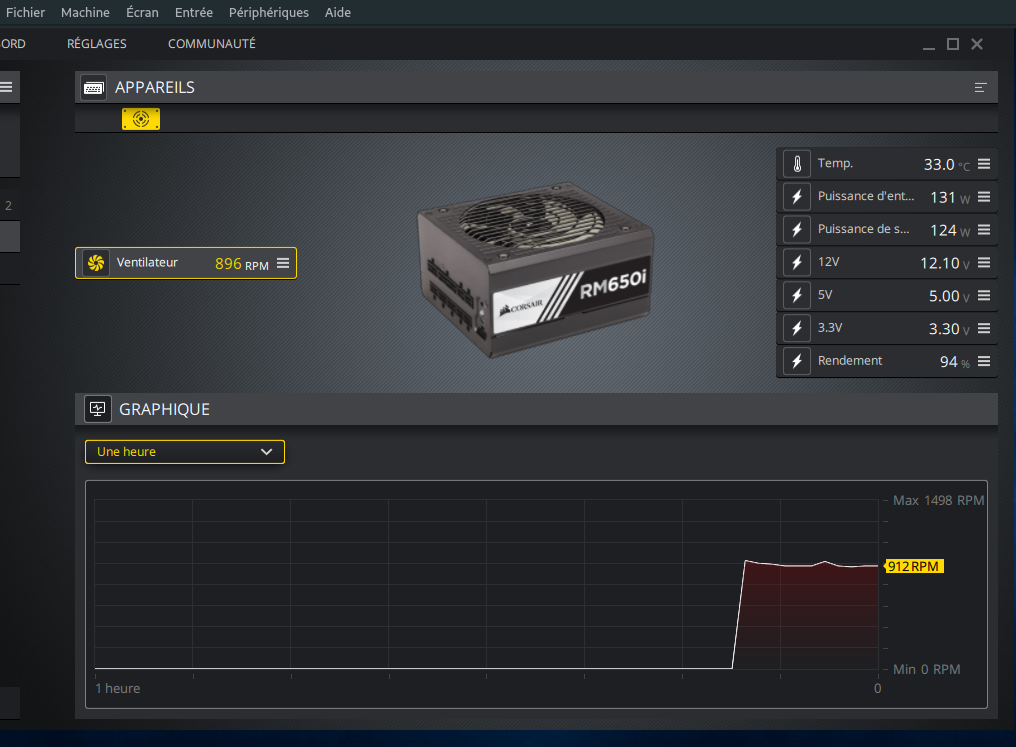 Fichier Machine Écran Entrée Périphériques Aide
ORD RÉGLAGES COMMUNAUTÉ
APPAREILS
2
Ventilateur 896 RPM
CORSAIR RM650i
Temp. 33.0 °C
Puissance d'ent... 131 W
Puissance de s... 124 W
12V 12.10 V
5V 5.00 V
3.3V 3.30 V
Rendement 94 %
GRAPHIQUE
Une heure
Max 1498 RPM
912 RPM
Min 0 RPM
1 heure 0